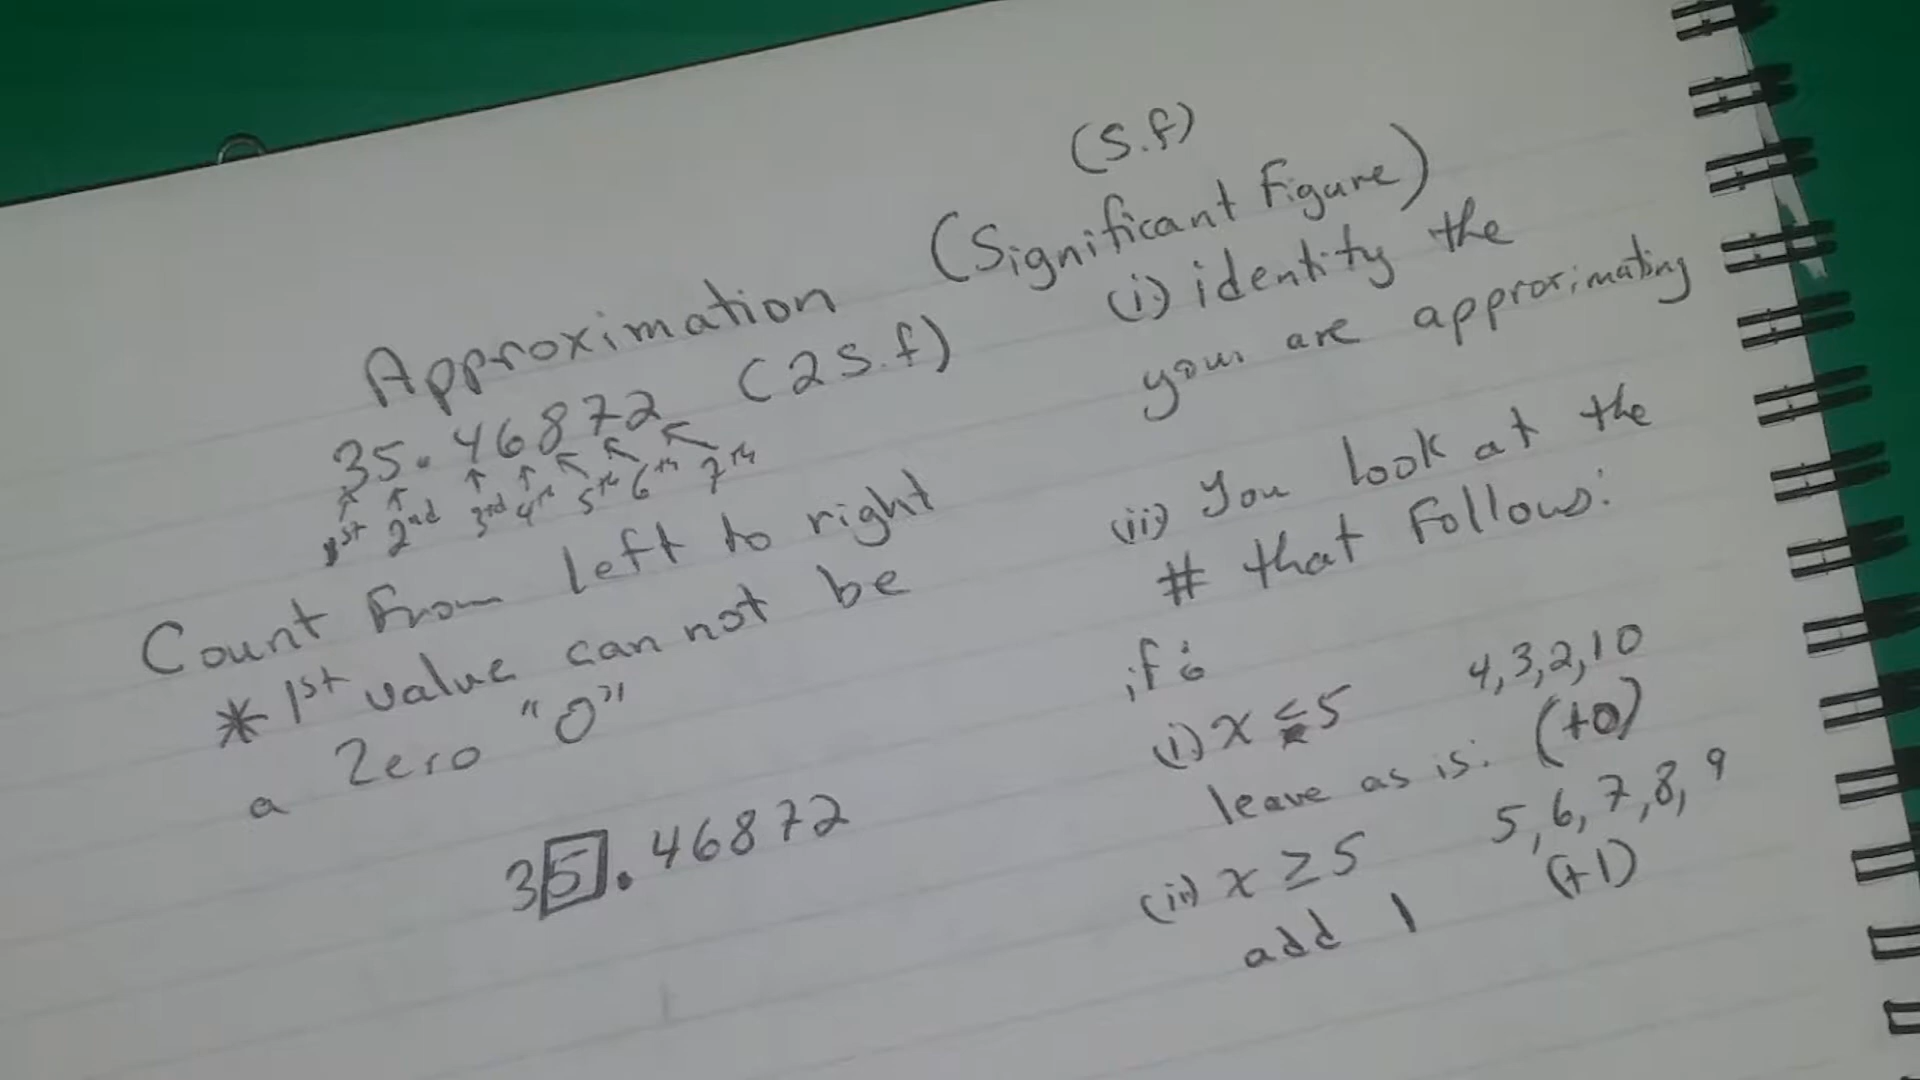 Approximation
35.46872 (2 S.f)
1st 2nd 3rd 4th 5th 6th 7th
Count From left to right
* 1st value can not be
a Zero "0"
35.46872
(S.f)
(Significant Figure)
(i) identity the
your are approximating
(ii) You look at the
# that Follows:
if:
(i) x ≤ 5 4,3,2,10
leave as is: (+0)
(ii) x ≥ 5 5,6,7,8,9
add 1 (+1)